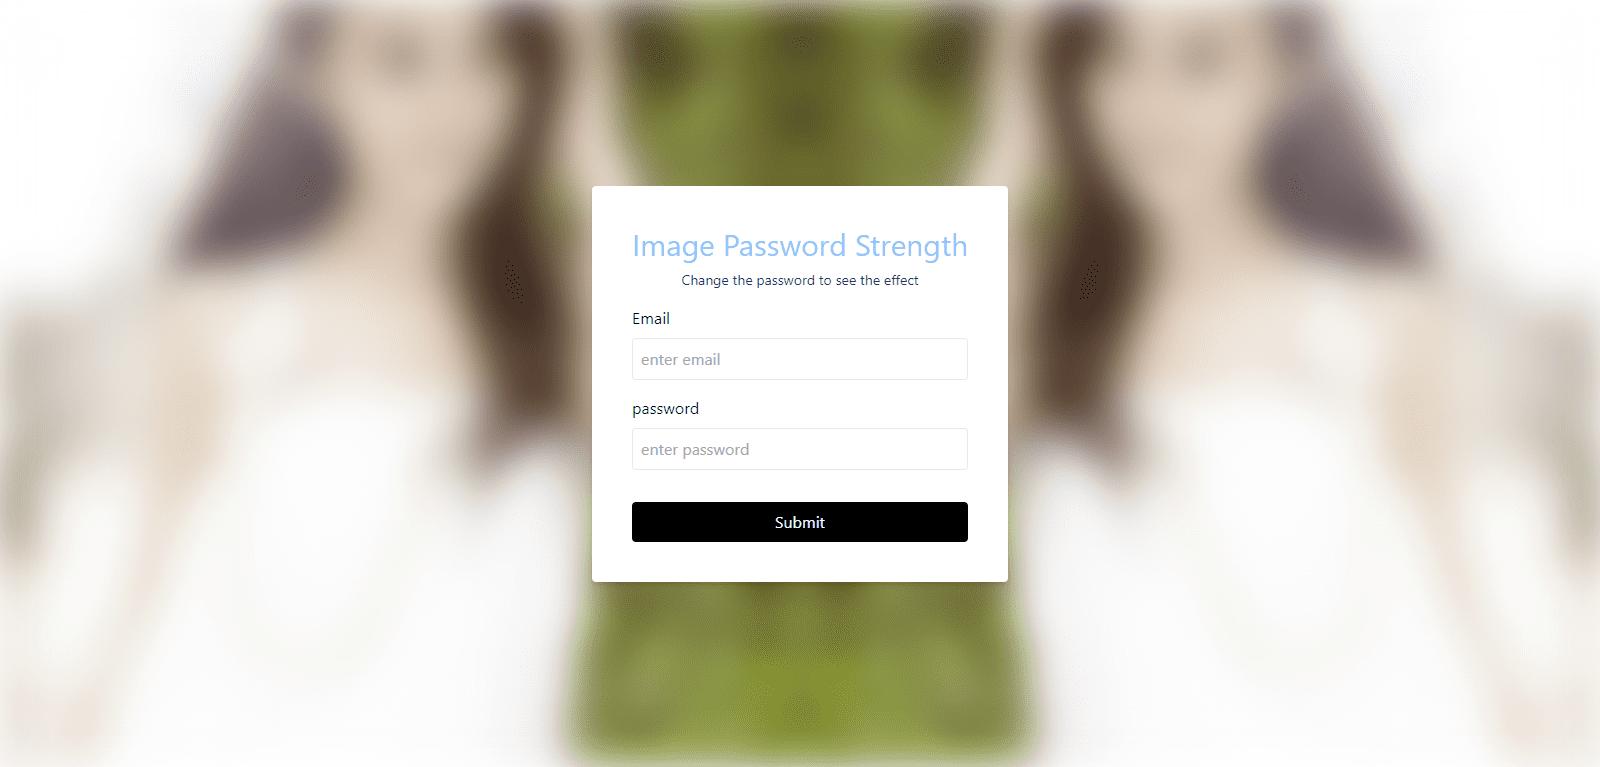 Image Password Strength
Change the password to see the effect
Email
enter email
password
enter password
Submit